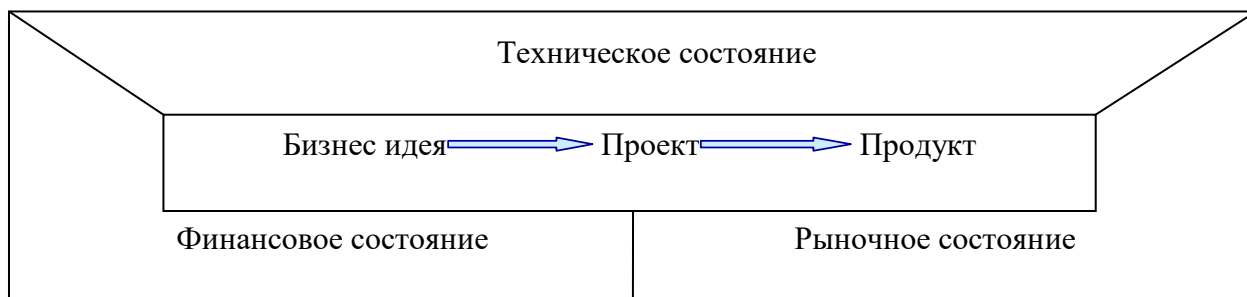 Техническое состояние
Бизнес идея Проект Продукт
Финансовое состояние Рыночное состояние